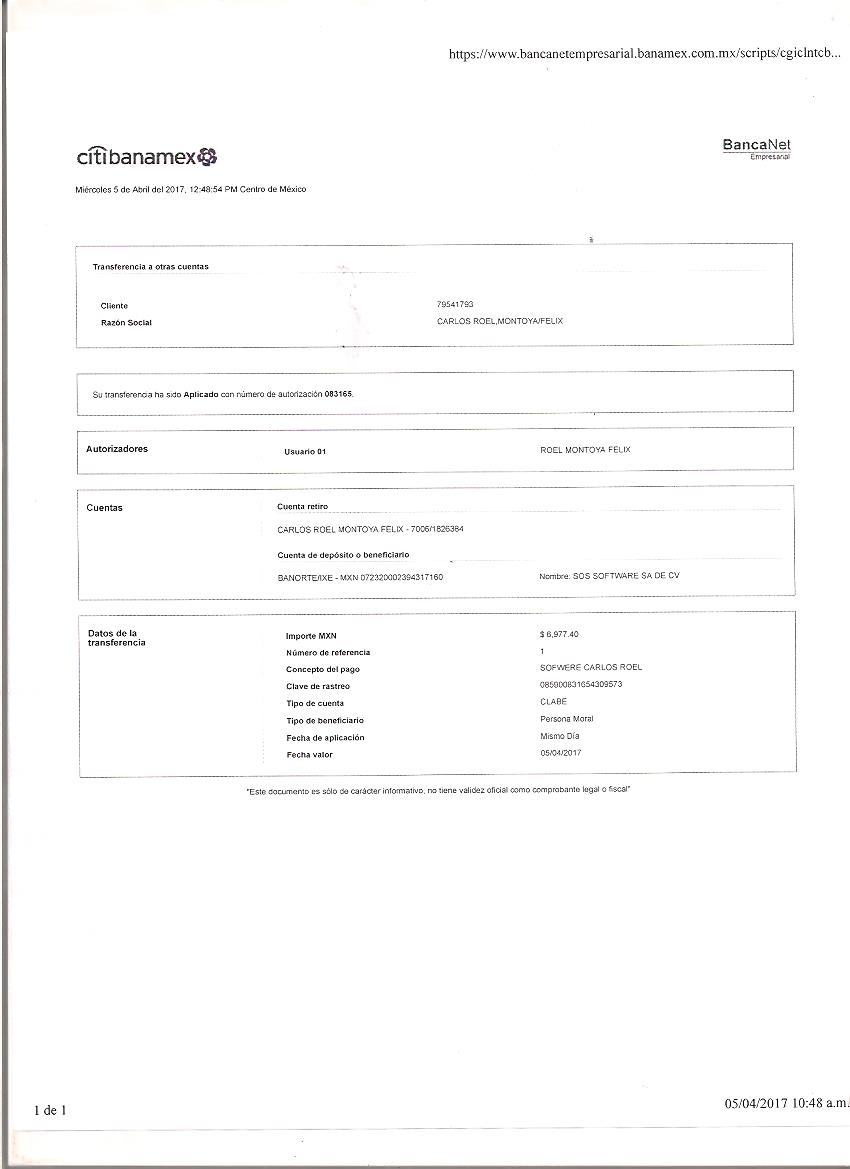 https://www.bancanetempresarial.banamex.com.mx/scripts/cgiclntcb...
citibanamex
BancaNet
Empresarial
Miércoles 5 de Abril del 2017, 12:48:54 PM Centro de México
Transferencia a otras cuentas
Cliente 79541793
Razón Social CARLOS ROEL,MONTOYA/FELIX
Su transferencia ha sido Aplicado con número de autorización 083165.
Autorizadores Usuario 01 ROEL MONTOYA FELIX
Cuentas Cuenta retiro
CARLOS ROEL MONTOYA FELIX - 7006/1826384
Cuenta de depósito o beneficiario
BANORTE/IXE - MXN 072320002394317160 Nombre: SOS SOFTWARE SA DE CV
Datos de la
transferencia
Importe MXN $ 6,977.40
Número de referencia 1
Concepto del pago SOFWERE CARLOS ROEL
Clave de rastreo 085900831654309573
Tipo de cuenta CLABE
Tipo de beneficiario Persona Moral
Fecha de aplicación Mismo Día
Fecha valor 05/04/2017
"Este documento es sólo de carácter informativo, no tiene validez oficial como comprobante legal o fiscal"
1 de 1 05/04/2017 10:48 a.m.